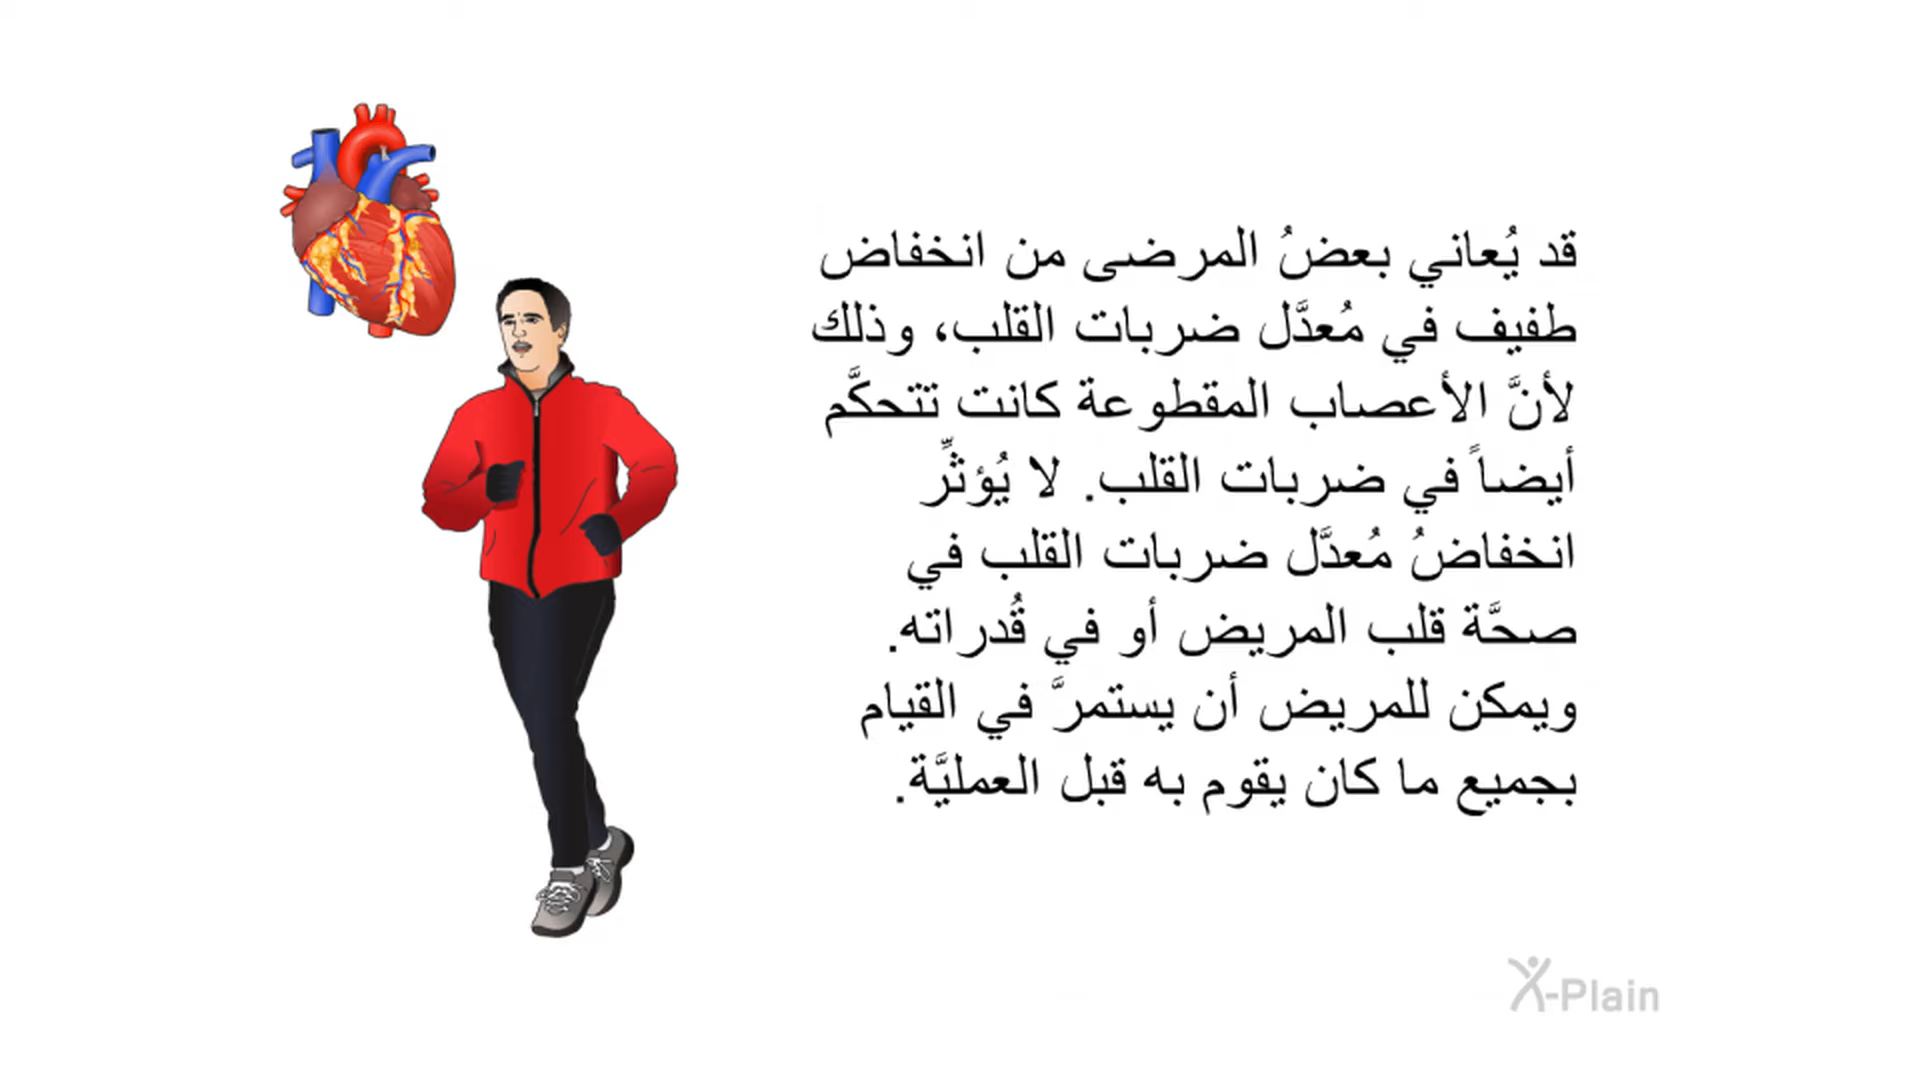 قد يُعاني بعضُ المرضى من انخفاض
طفيف في مُعدَّل ضربات القلب، وذلك
لأنَّ الأعصاب المقطوعة كانت تتحكَّم
أيضاً في ضربات القلب. لا يُؤثِّر
انخفاضُ مُعدَّل ضربات القلب في
صحَّة قلب المريض أو في قُدراته.
ويمكن للمريض أن يستمرَّ في القيام
بجميع ما كان يقوم به قبل العمليَّة.
X-Plain